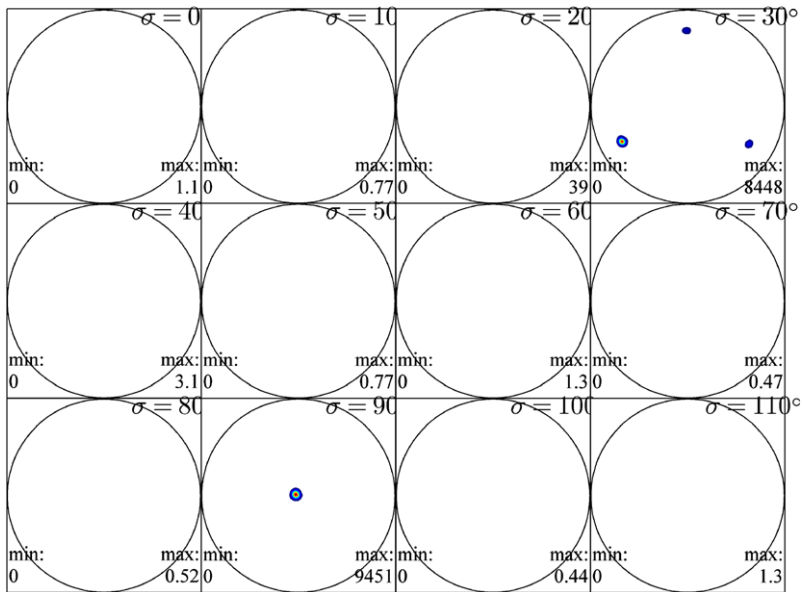 σ = 0 σ = 10 σ = 20 σ = 30°
min: max: min: max: min: max: min: max:
0 1.1 0 0.77 0 39 0 8448
σ = 40 σ = 50 σ = 60 σ = 70°
min: max: min: max: min: max: min: max:
0 3.1 0 0.77 0 1.3 0 0.47
σ = 80 σ = 90 σ = 100 σ = 110°
min: max: min: max: min: max: min: max:
0 0.52 0 9451 0 0.44 0 1.3